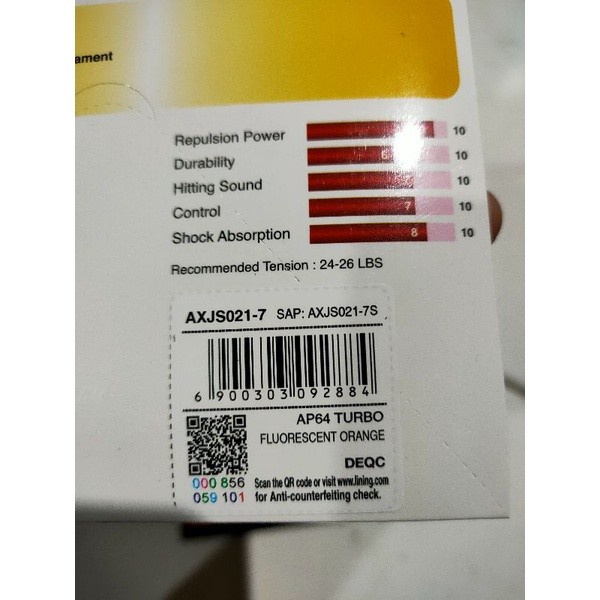 Repulsion Power 10
Durability 6 10
Hitting Sound 10
Control 7 10
Shock Absorption 8 10
Recommended Tension : 24-26 LBS
AXJS021-7 SAP: AXJS021-7S
6 900303 092884
AP64 TURBO
FLUORESCENT ORANGE
DEQC
000 856
059 101
Scan the QR code or visit www.lining.com
for Anti-counterfeiting check.